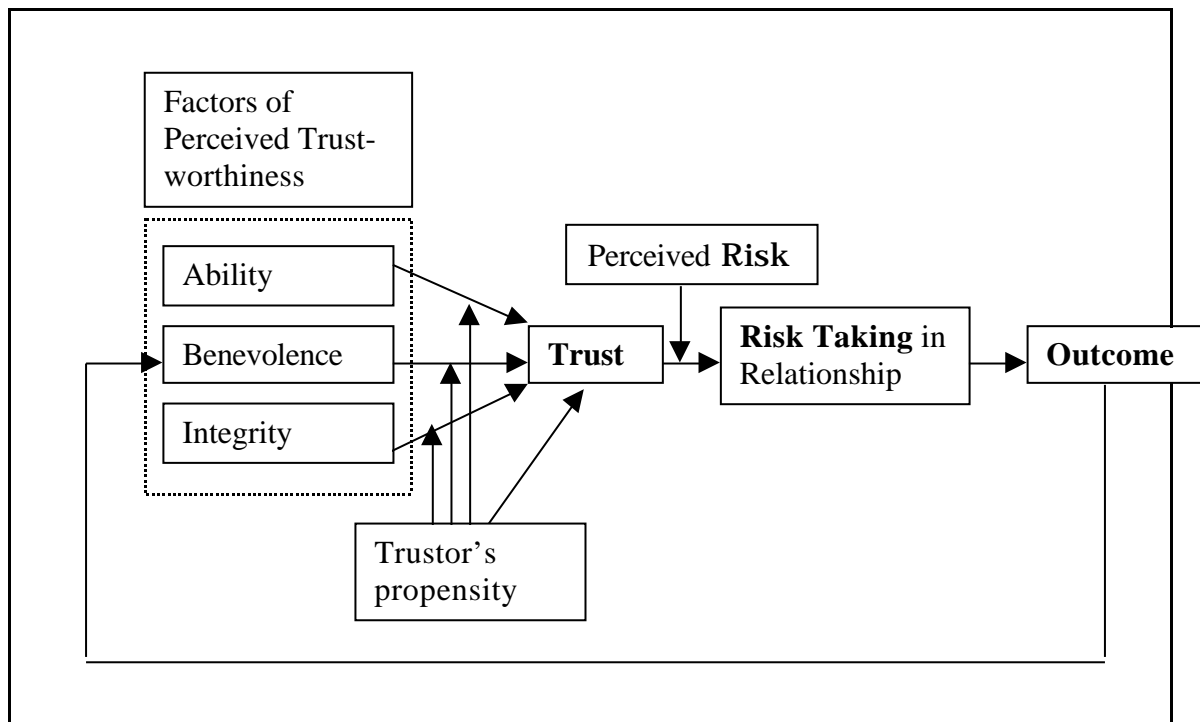 Factors of
Perceived Trust-
worthiness
Ability
Benevolence
Integrity
Perceived Risk
Trust
Risk Taking in
Relationship
Outcome
Trustor’s
propensity